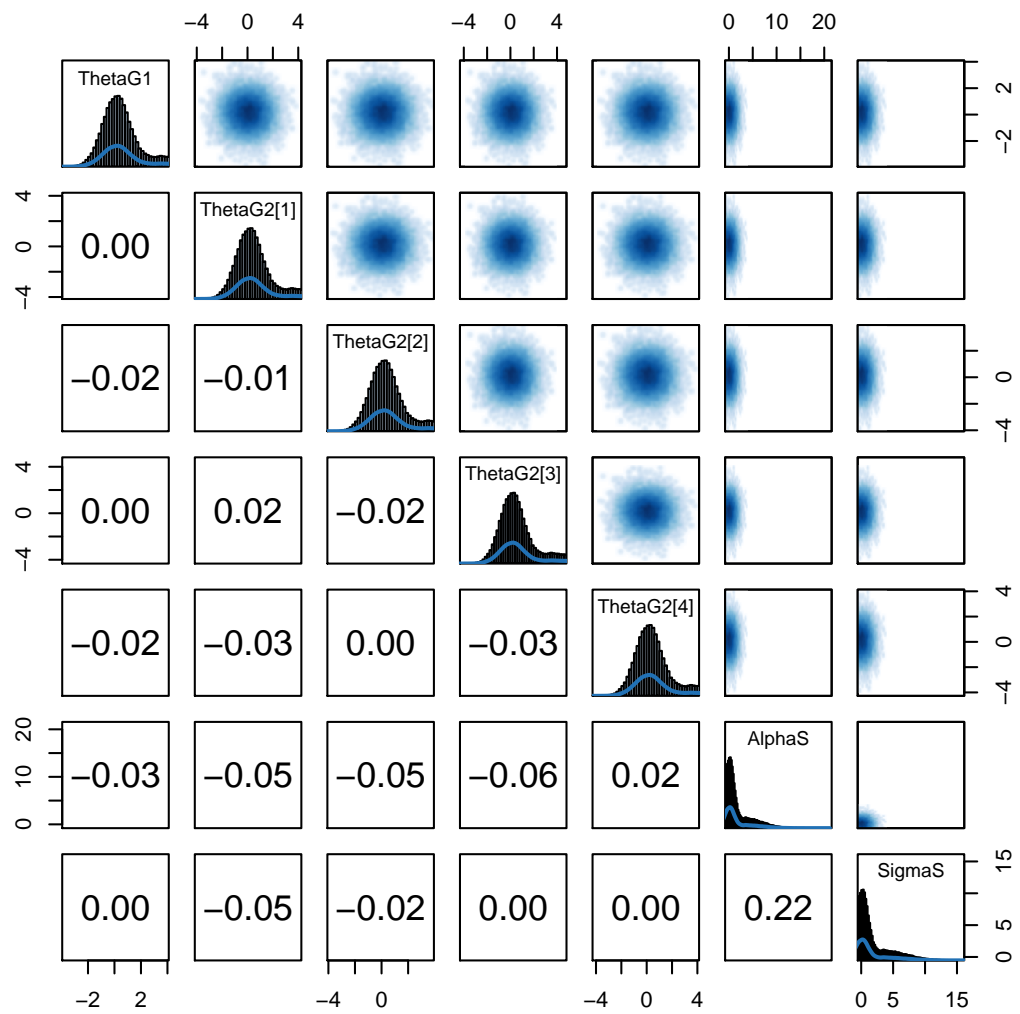 −4 0 4 −4 0 4 0 10 20
ThetaG1
−2 2
−4 0 4
0.00
ThetaG2[1]
−0.02 −0.01
ThetaG2[2]
−4 0
−4 0 4
0.00 0.02 −0.02
ThetaG2[3]
−0.02 −0.03 0.00 −0.03
ThetaG2[4]
−4 0 4
0 10 20
−0.03 −0.05 −0.05 −0.06 0.02
AlphaS
0.00 −0.05 −0.02 0.00 0.00 0.22
SigmaS
0 5 15
−2 2 −4 0 −4 0 4 0 5 15